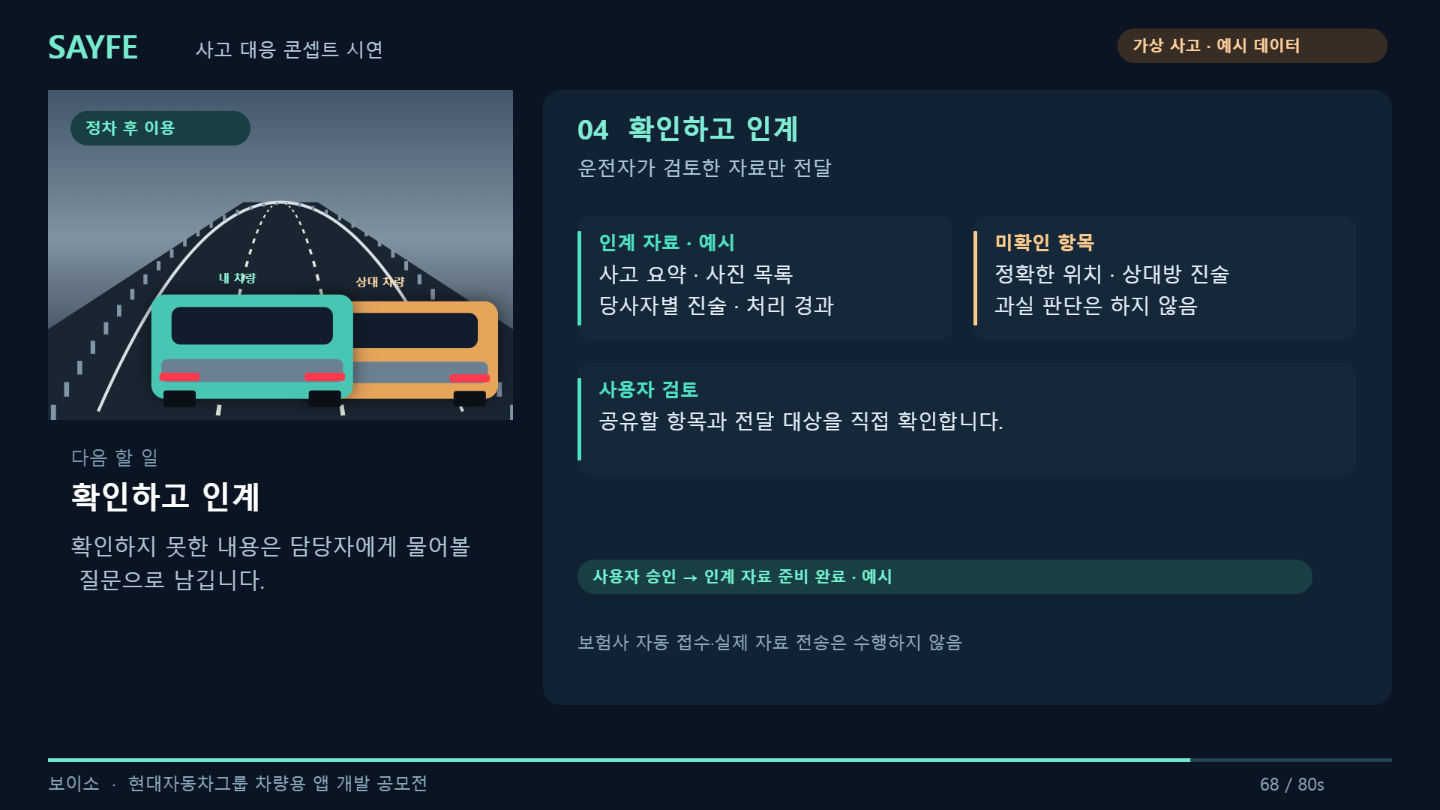 SAYFE
사고 대응 콘셉트 시연
가상 사고 · 예시 데이터
정차 후 이용
내 차량
상대 차량
다음 할 일
확인하고 인계
확인하지 못한 내용은 담당자에게 물어볼
질문으로 남깁니다.
04 확인하고 인계
운전자가 검토한 자료만 전달
인계 자료 · 예시
사고 요약 · 사진 목록
당사자별 진술 · 처리 경과
미확인 항목
정확한 위치 · 상대방 진술
과실 판단은 하지 않음
사용자 검토
공유할 항목과 전달 대상을 직접 확인합니다.
사용자 승인 → 인계 자료 준비 완료 · 예시
보험사 자동 접수·실제 자료 전송은 수행하지 않음
보이소 · 현대자동차그룹 차량용 앱 개발 공모전
68 / 80s